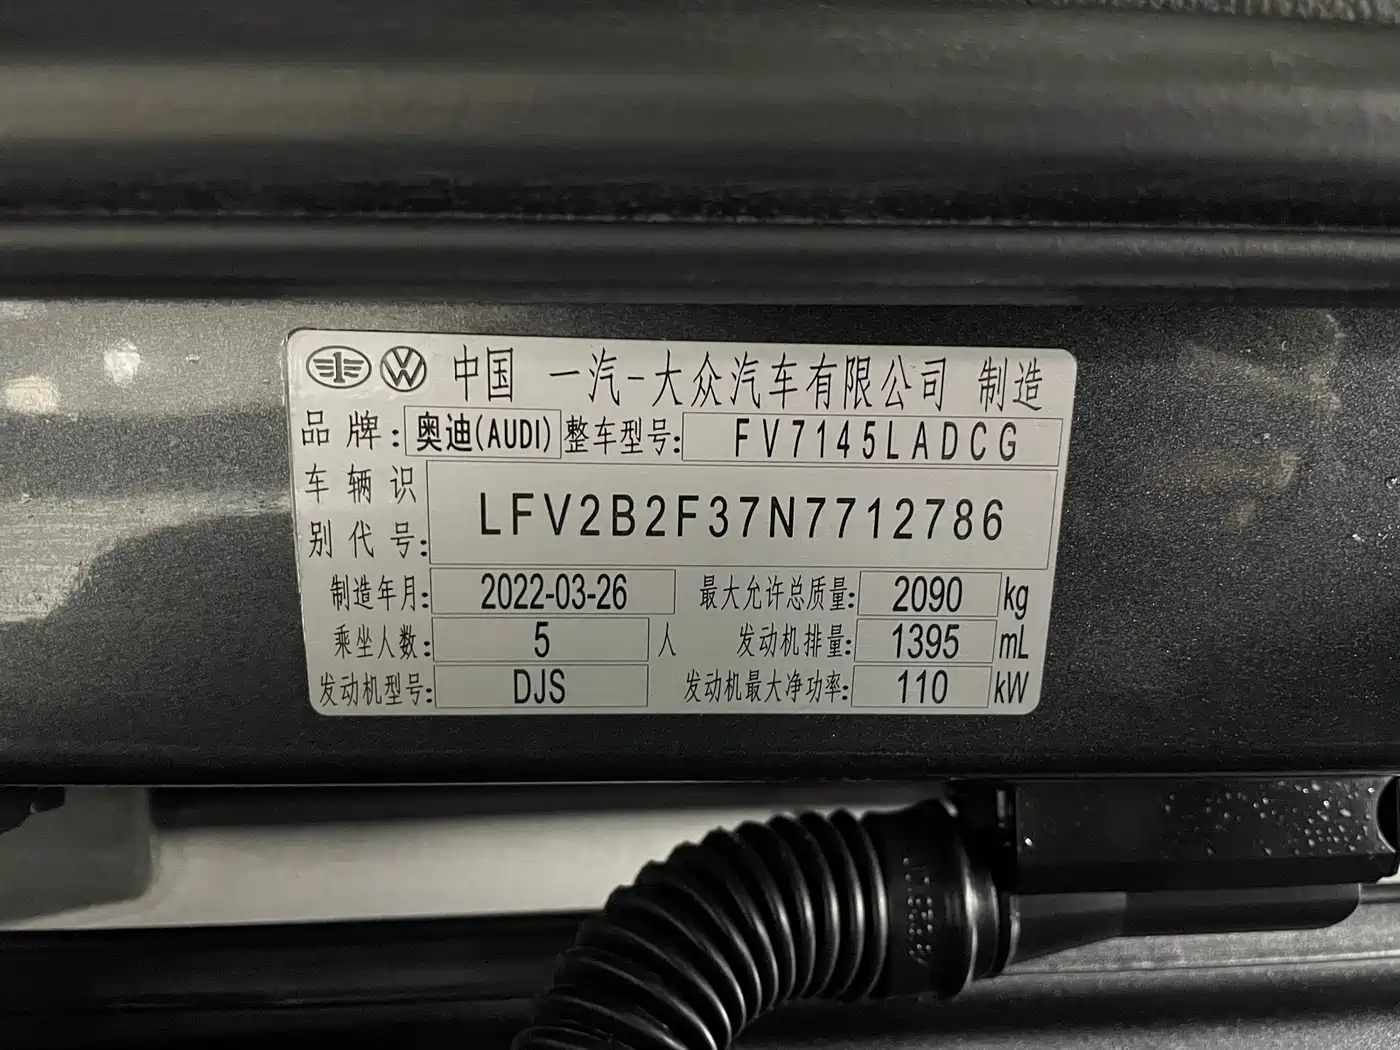 中国 一汽-大众汽车有限公司 制造
品牌: 奥迪(AUDI) 整车型号: FV7145LADCG
车辆识别代号: LFV2B2F37N7712786
制造年月: 2022-03-26 最大允许总质量: 2090 kg
乘坐人数: 5 人 发动机排量: 1395 mL
发动机型号: DJS 发动机最大净功率: 110 kW